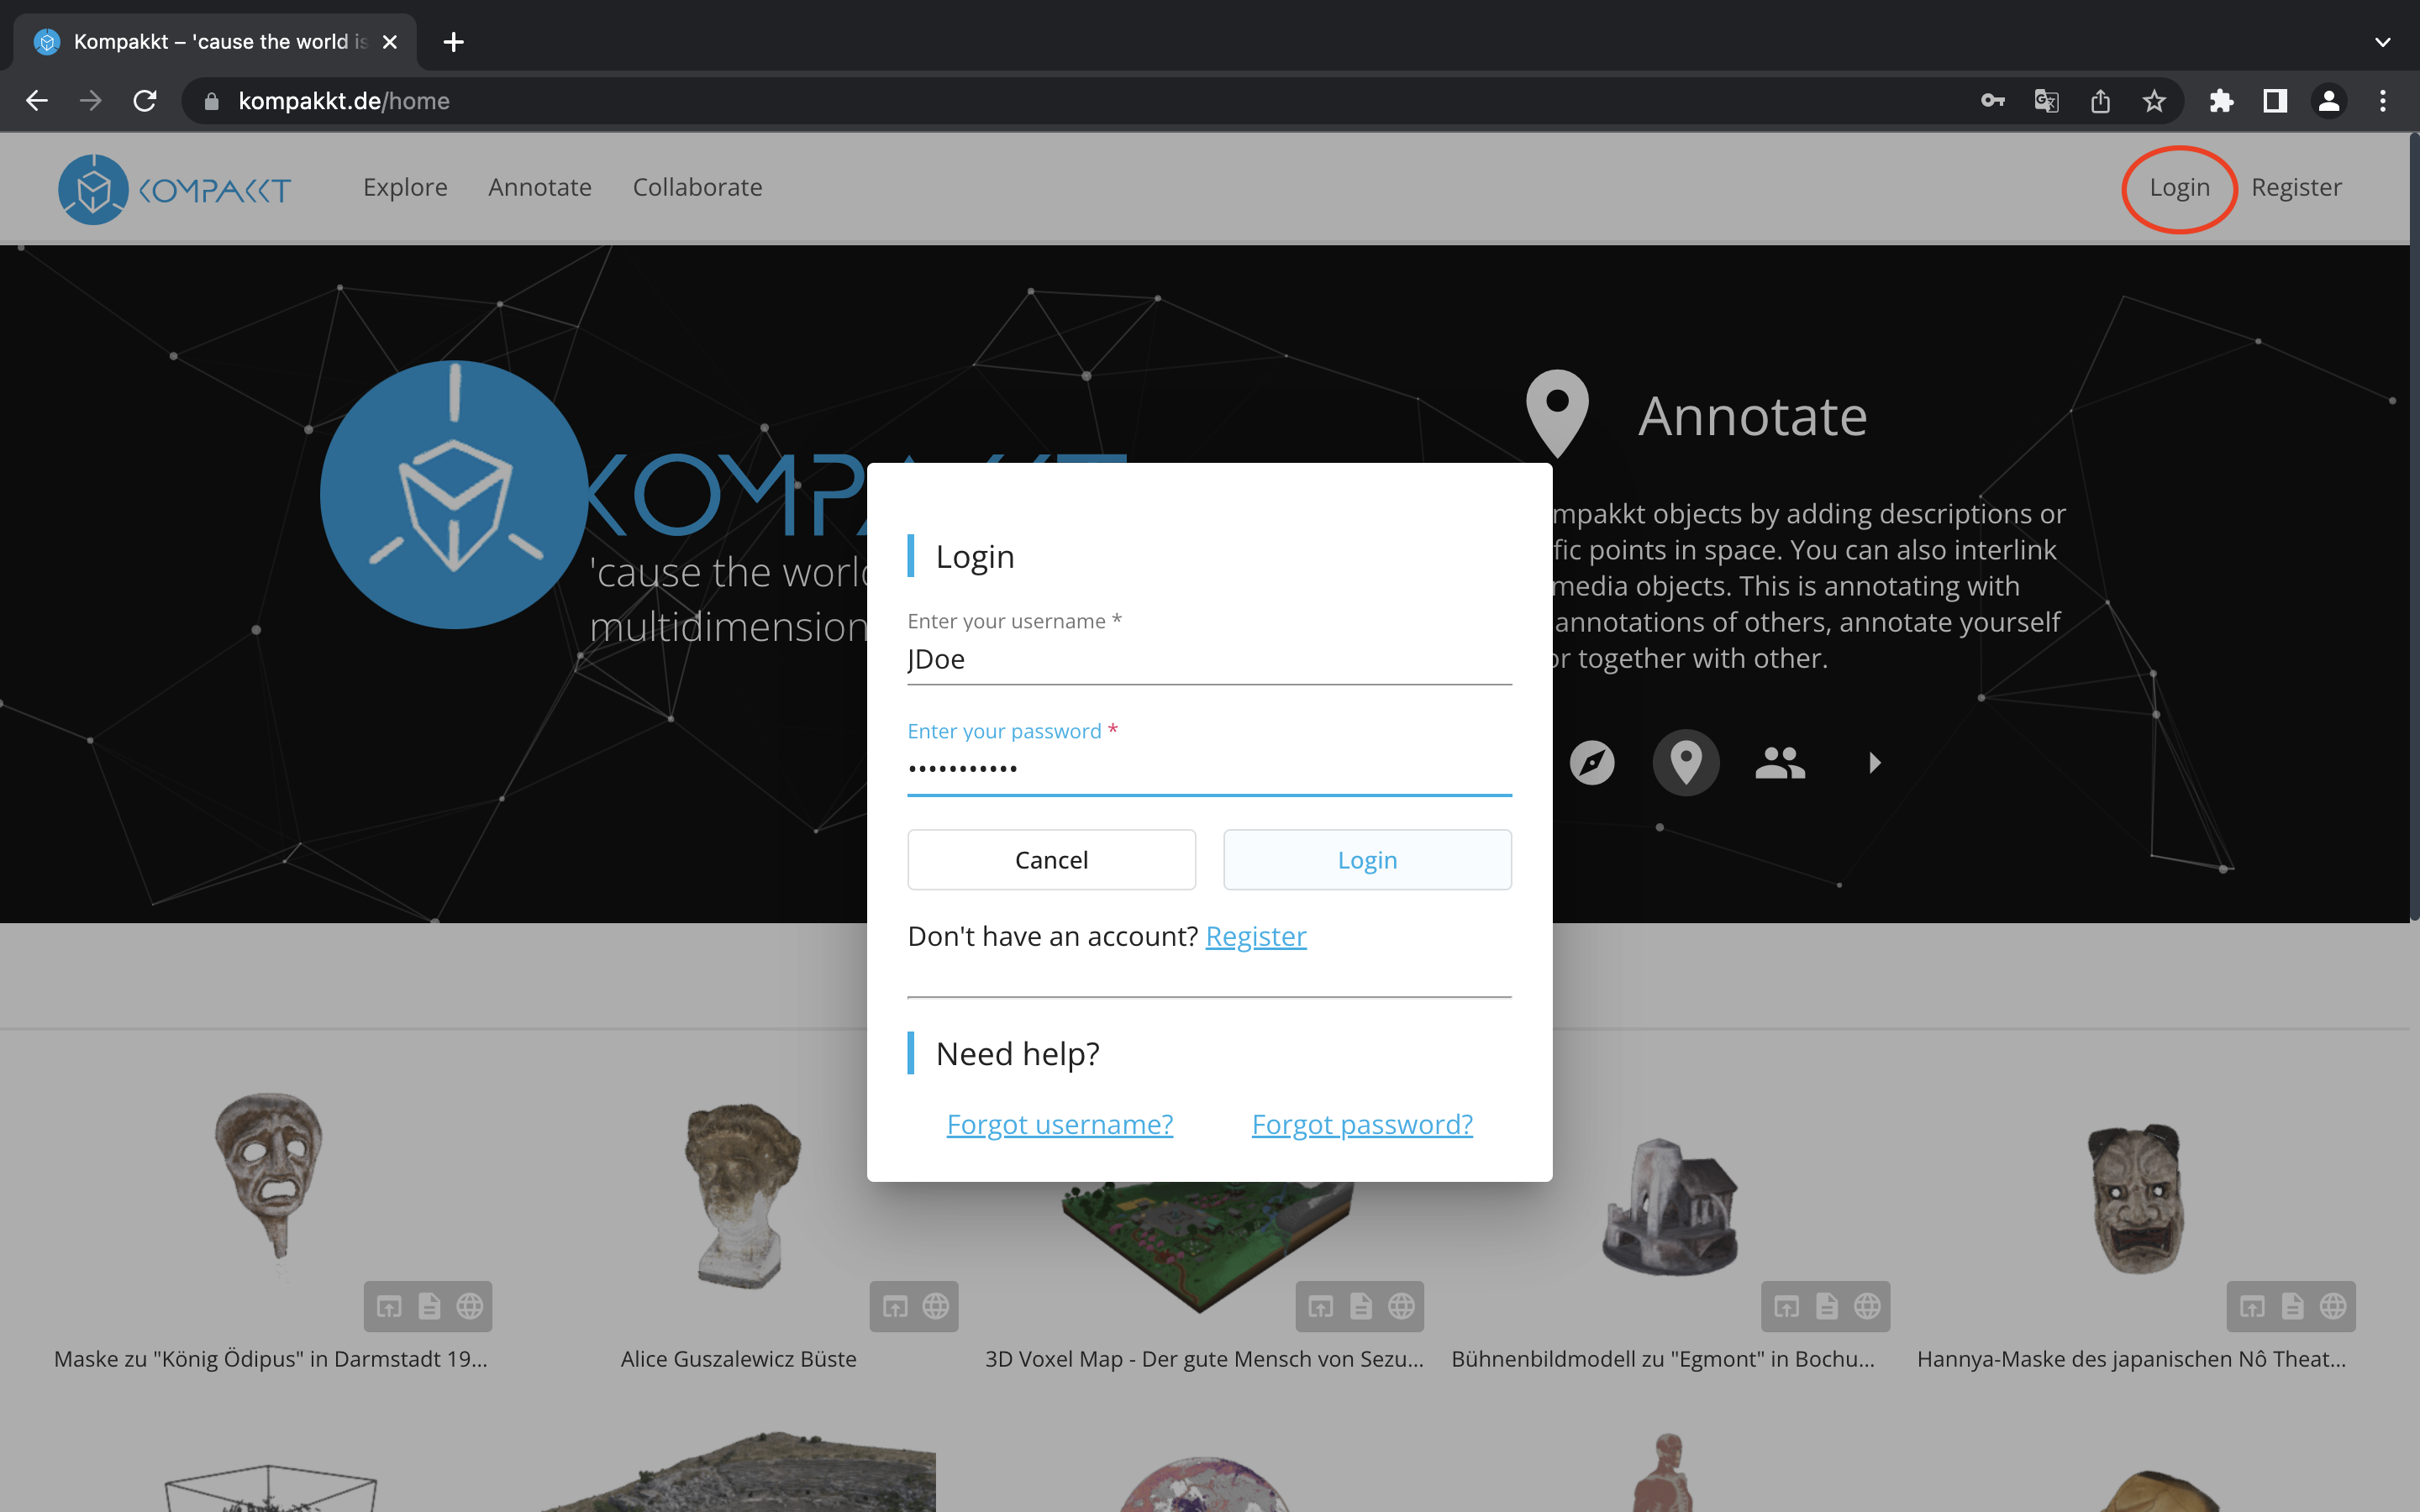 Kompakkt – 'cause the world is
kompakkt.de/home
KOMPAKKT
Explore
Annotate
Collaborate
Login
Register
Annotate
KOMPA
'cause the world
multidimension
mpakkt objects by adding descriptions or
fic points in space. You can also interlink
media objects. This is annotating with
annotations of others, annotate yourself
or together with other.
Login
Enter your username *
JDoe
Enter your password *
•••••••••••
Cancel
Login
Don't have an account? Register
Need help?
Forgot username?
Forgot password?
Maske zu "König Ödipus" in Darmstadt 19...
Alice Guszalewicz Büste
3D Voxel Map - Der gute Mensch von Sezu...
Bühnenbildmodell zu "Egmont" in Bochu...
Hannya-Maske des japanischen Nô Theat...